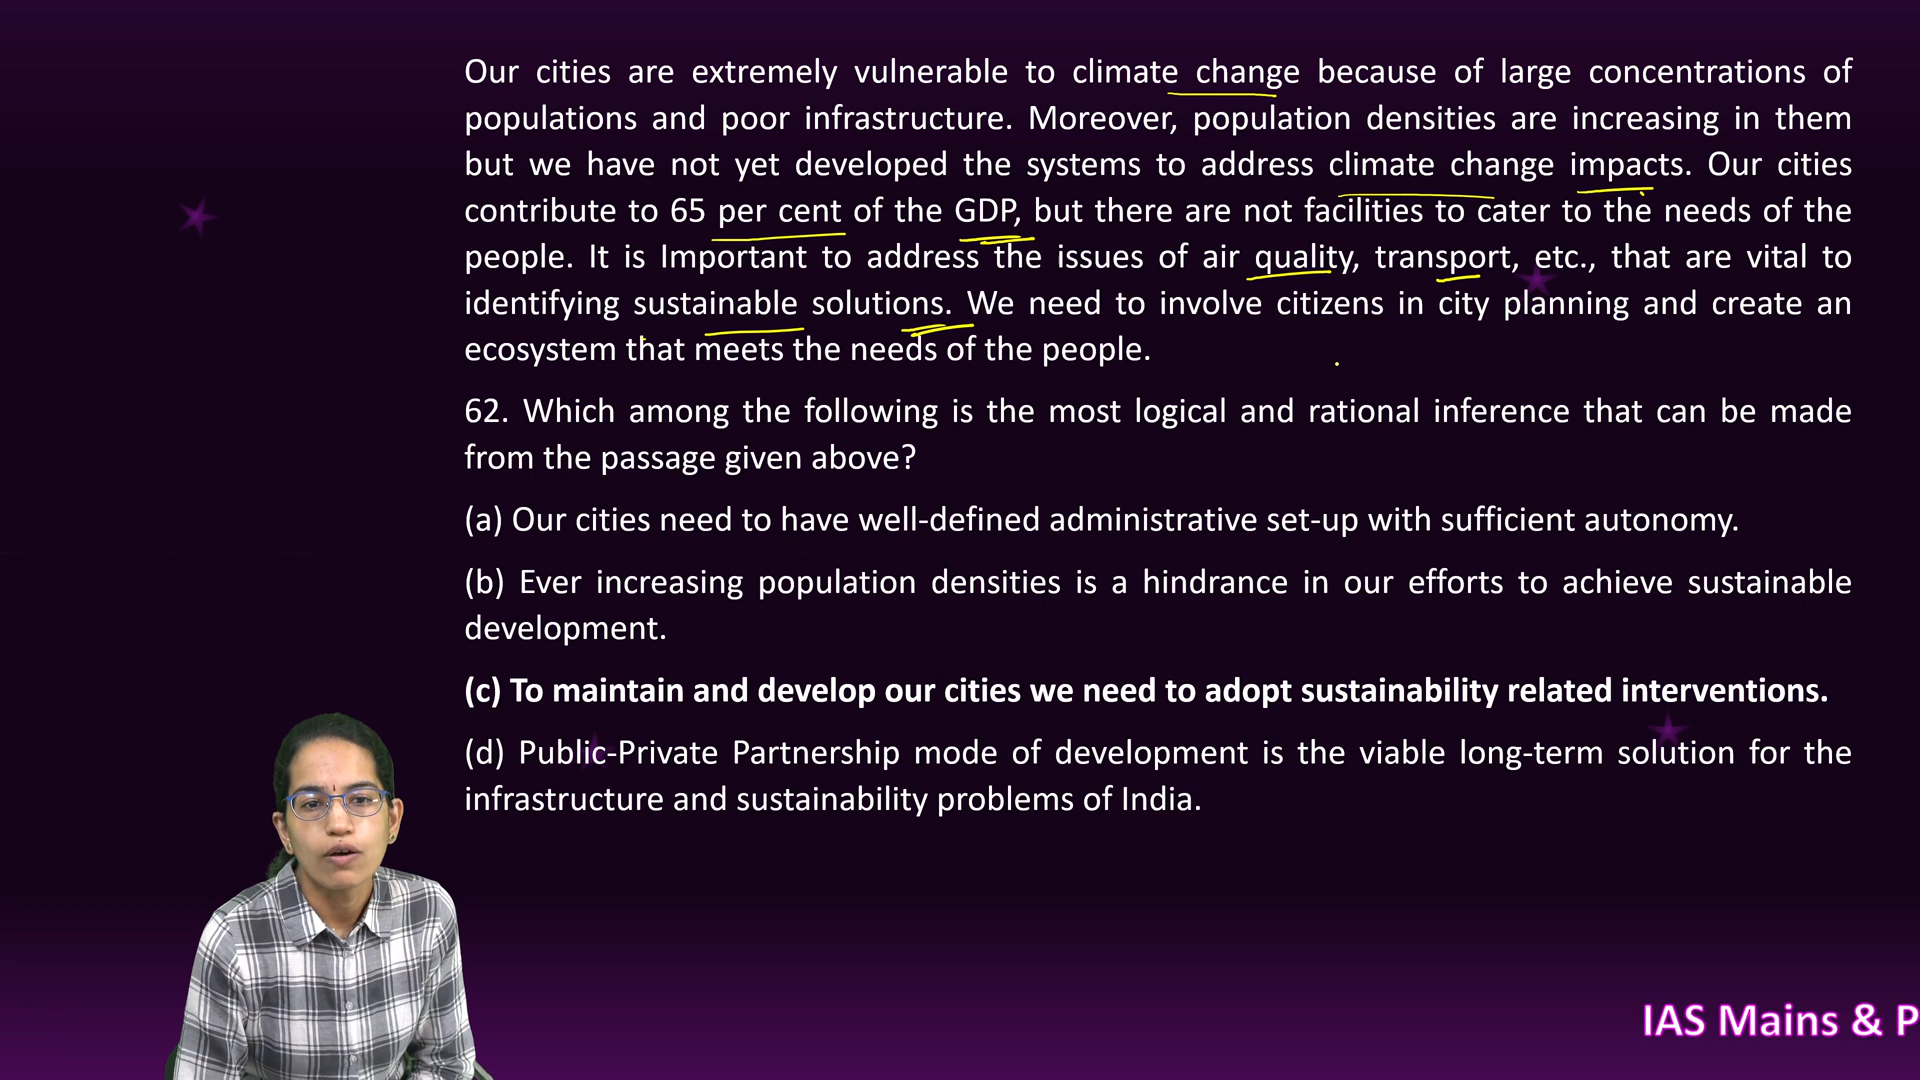 Our cities are extremely vulnerable to climate change because of large concentrations of
populations and poor infrastructure. Moreover, population densities are increasing in them
but we have not yet developed the systems to address climate change impacts. Our cities
contribute to 65 per cent of the GDP, but there are not facilities to cater to the needs of the
people. It is Important to address the issues of air quality, transport, etc., that are vital to
identifying sustainable solutions. We need to involve citizens in city planning and create an
ecosystem that meets the needs of the people.
62. Which among the following is the most logical and rational inference that can be made
from the passage given above?
(a) Our cities need to have well-defined administrative set-up with sufficient autonomy.
(b) Ever increasing population densities is a hindrance in our efforts to achieve sustainable
development.
(c) To maintain and develop our cities we need to adopt sustainability related interventions.
(d) Public-Private Partnership mode of development is the viable long-term solution for the
infrastructure and sustainability problems of India.
IAS Mains & P